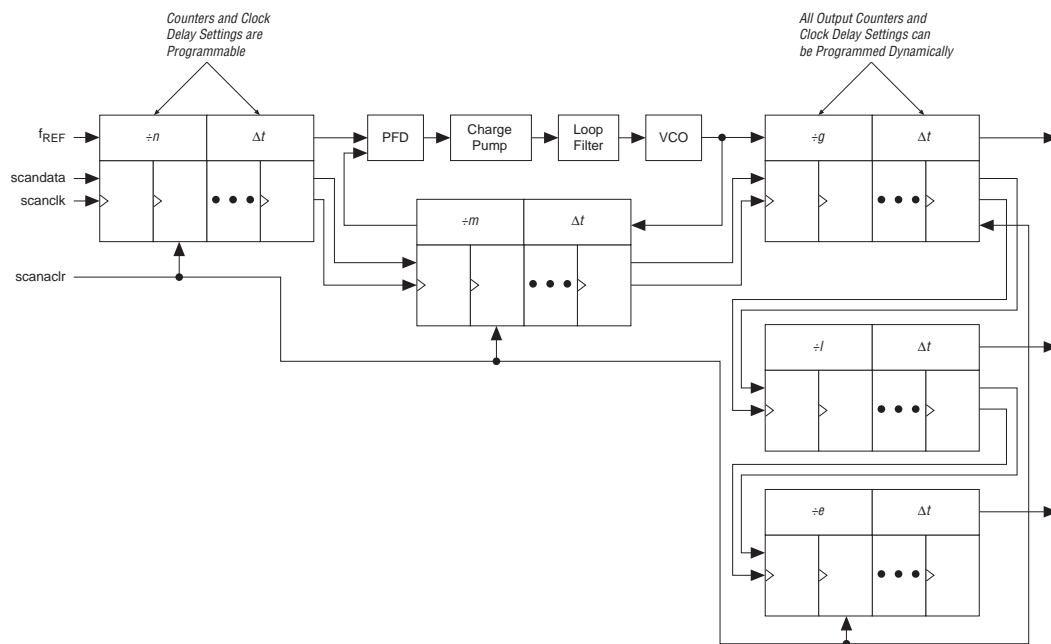 Counters and Clock
Delay Settings are
Programmable
All Output Counters and
Clock Delay Settings can
be Programmed Dynamically
fREF
÷n
Δt
PFD
Charge
Pump
Loop
Filter
VCO
÷g
Δt
scandata
scanclk
÷m
Δt
scanaclr
÷l
Δt
÷e
Δt